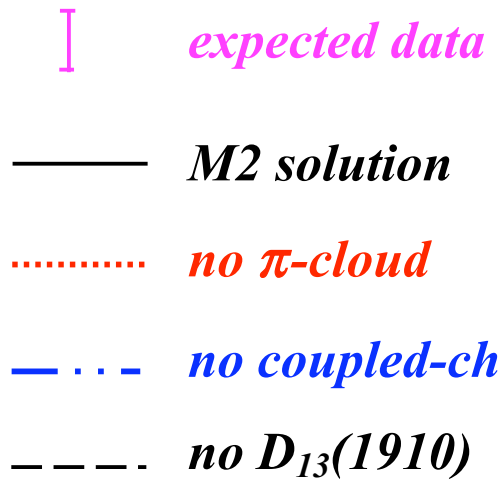 expected data
M2 solution
no π-cloud
no coupled-ch
no D₁₃(1910)